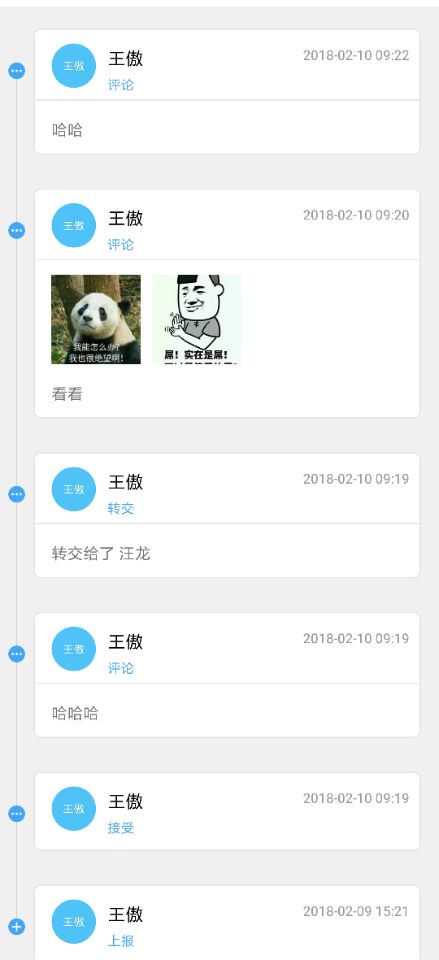 王傲
王傲
2018-02-10 09:22
评论
哈哈
王傲
王傲
2018-02-10 09:20
评论
我能怎么办?
我也很绝望啊!
屌!实在是屌!
看看
王傲
王傲
2018-02-10 09:19
转交
转交给了 汪龙
王傲
王傲
2018-02-10 09:19
评论
哈哈哈
王傲
王傲
2018-02-10 09:19
接受
王傲
王傲
2018-02-09 15:21
上报